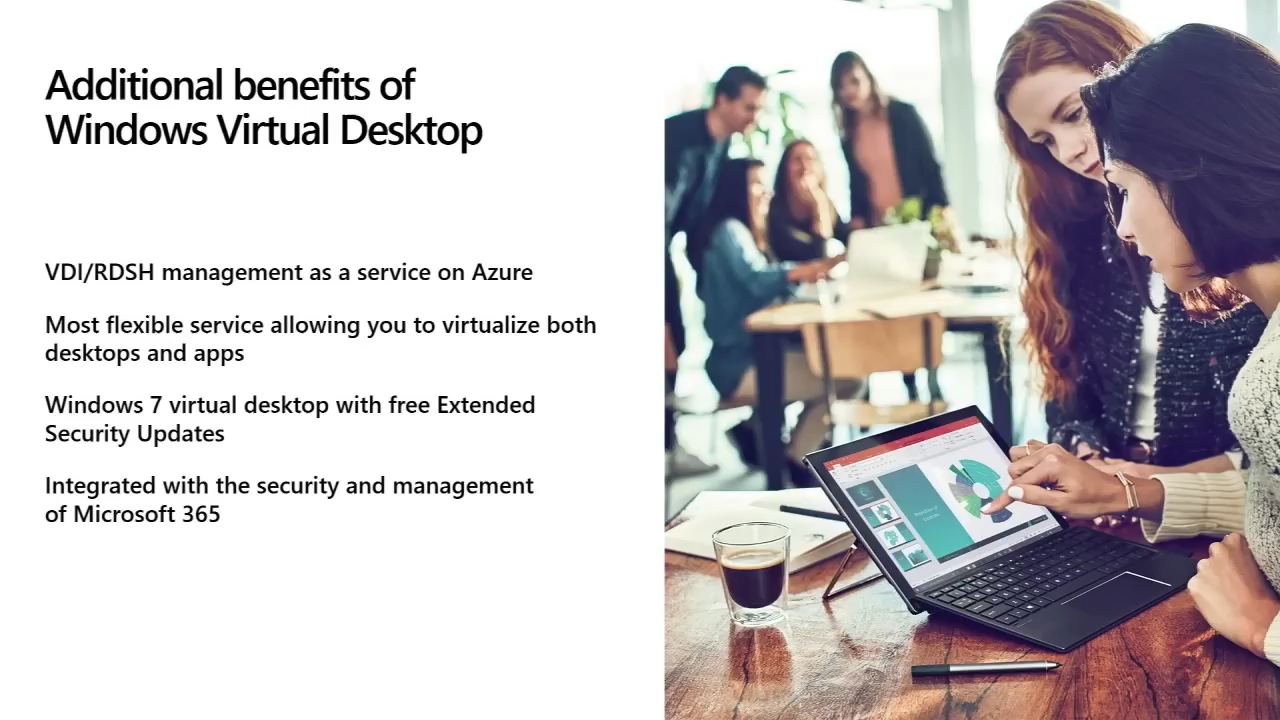 Additional benefits of
Windows Virtual Desktop
VDI/RDSH management as a service on Azure
Most flexible service allowing you to virtualize both
desktops and apps
Windows 7 virtual desktop with free Extended
Security Updates
Integrated with the security and management
of Microsoft 365